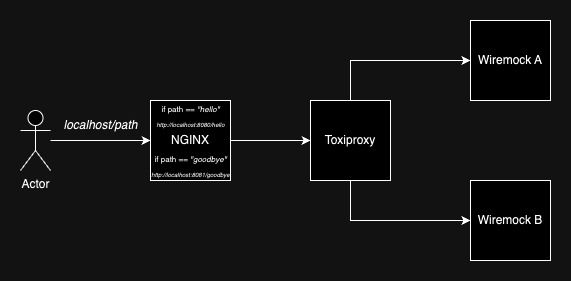 Wiremock A
localhost/path
if path == "hello"
http://localhost:8080/hello
NGINX
if path == "goodbye"
http://localhost:8081/goodbye
Toxiproxy
Actor
Wiremock B